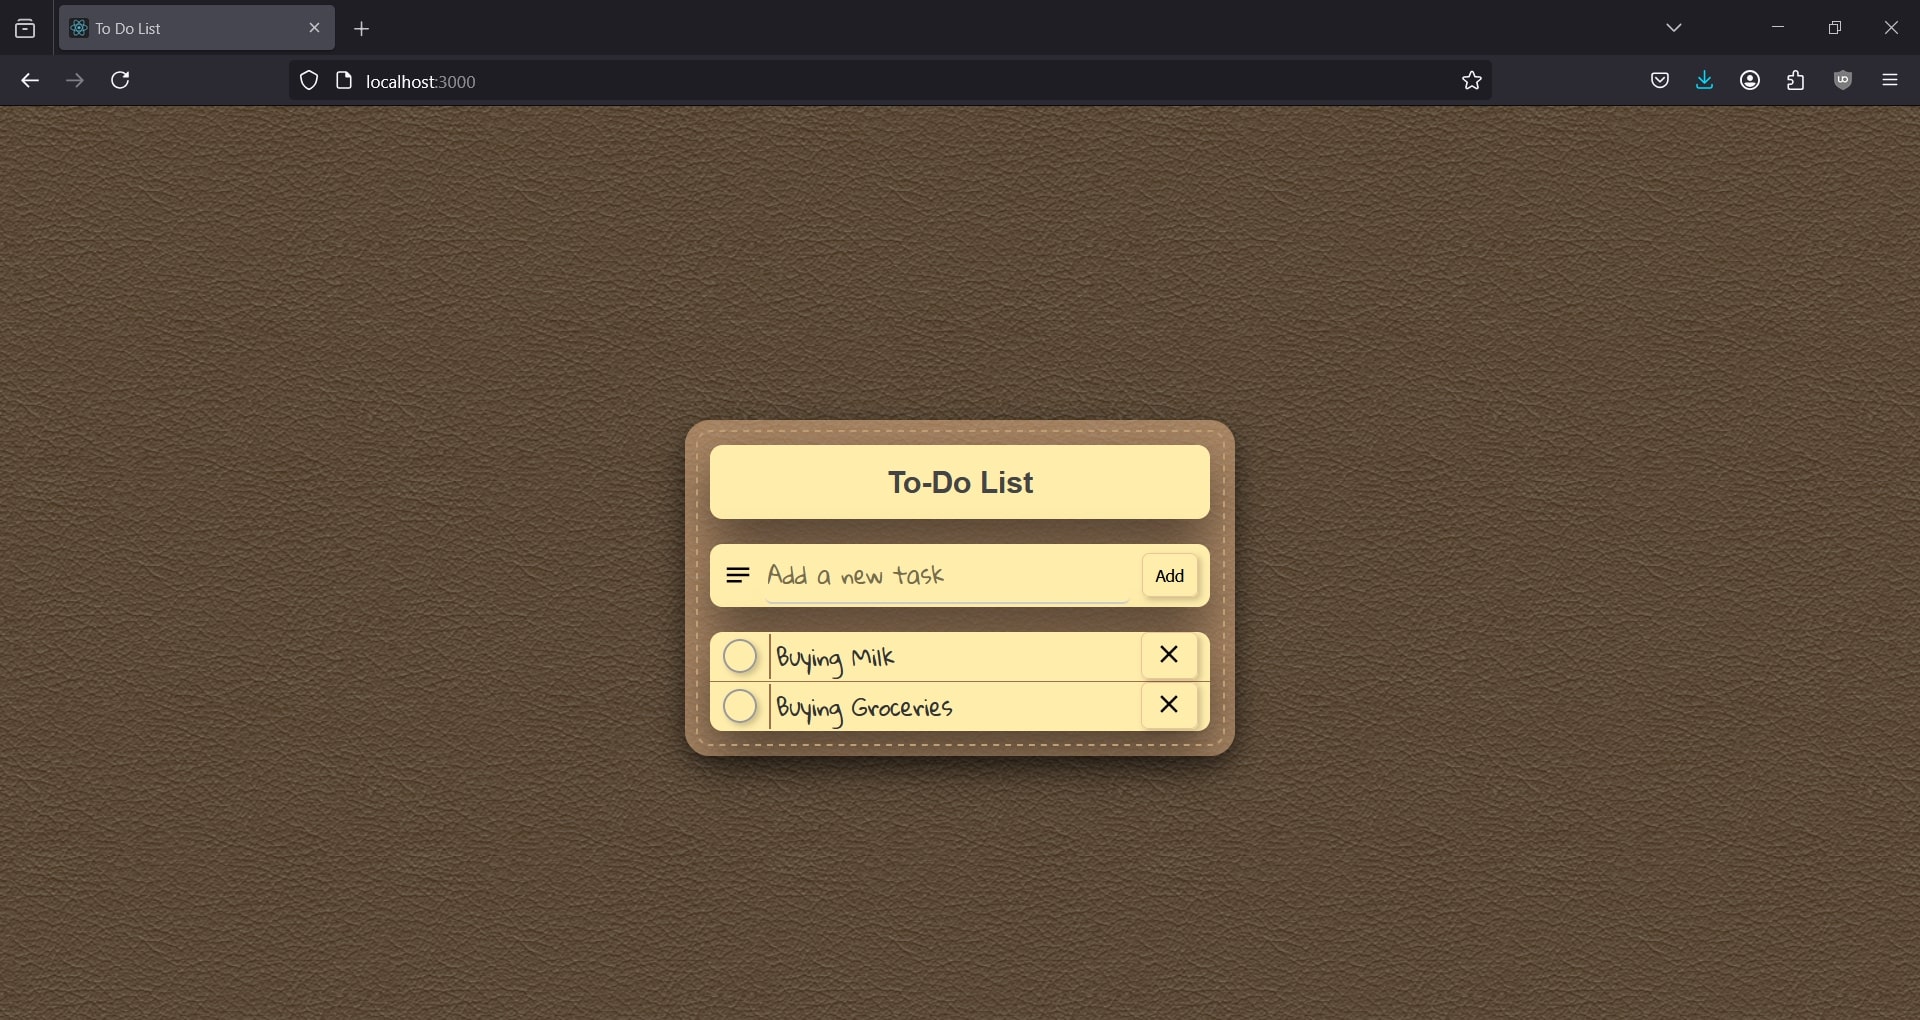 To Do List
localhost:3000
To-Do List
Add a new task
Add
Buying Milk
Buying Groceries